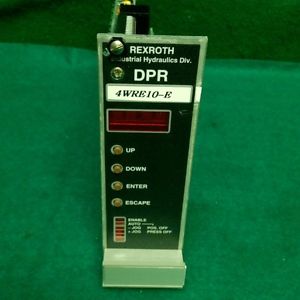 REXROTH
Industrial Hydraulics Div.
DPR
4WRE10-E
UP
DOWN
ENTER
ESCAPE
ENABLE
AUTO
- JOG POS. OFF
+ JOG PRESS OFF